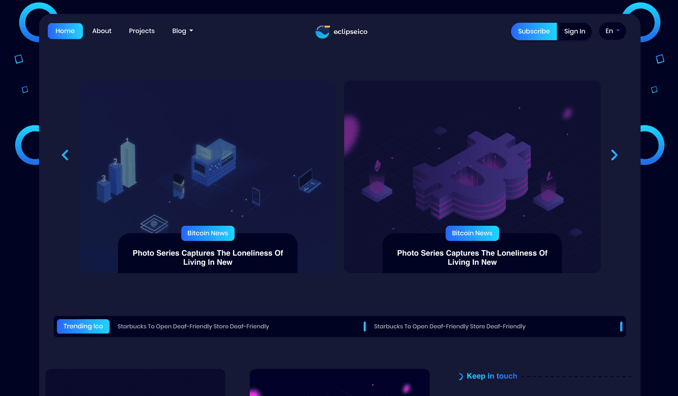 Home
About
Projects
Blog
eclipseico
Subscribe
Sign In
En
Bitcoin News
Photo Series Captures The Loneliness Of
Living In New
Bitcoin News
Photo Series Captures The Loneliness Of
Living In New
Trending Ico
Starbucks To Open Deaf-Friendly Store Deaf-Friendly
Starbucks To Open Deaf-Friendly Store Deaf-Friendly
Keep in touch